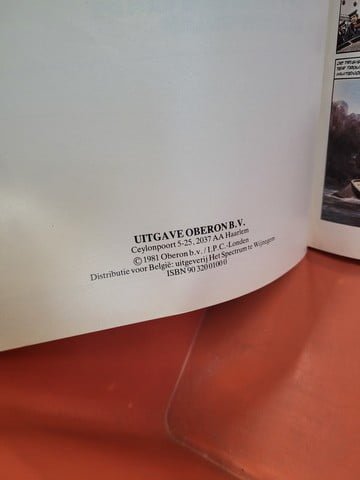 UITGAVE OBERON B.V.
Ceylonpoort 5-25, 2037 AA Haarlem
© 1981 Oberon b.v. / I.P.C.-Londen
Distributie voor België: uitgeverij Het Spectrum te Wijnegem
ISBN 90 320 0100 0